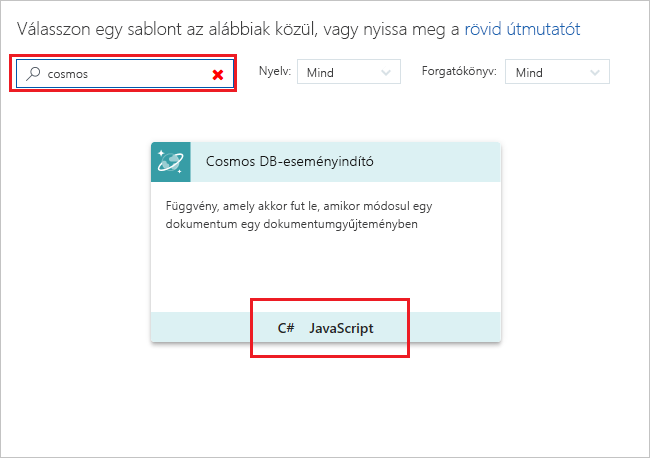 Válasszon egy sablont az alábbiak közül, vagy nyissa meg a rövid útmutatót
cosmos
Nyelv: Mind
Forgatókönyv: Mind
Cosmos DB-eseményindító
Függvény, amely akkor fut le, amikor módosul egy
dokumentum egy dokumentumgyűjteményben
C# JavaScript